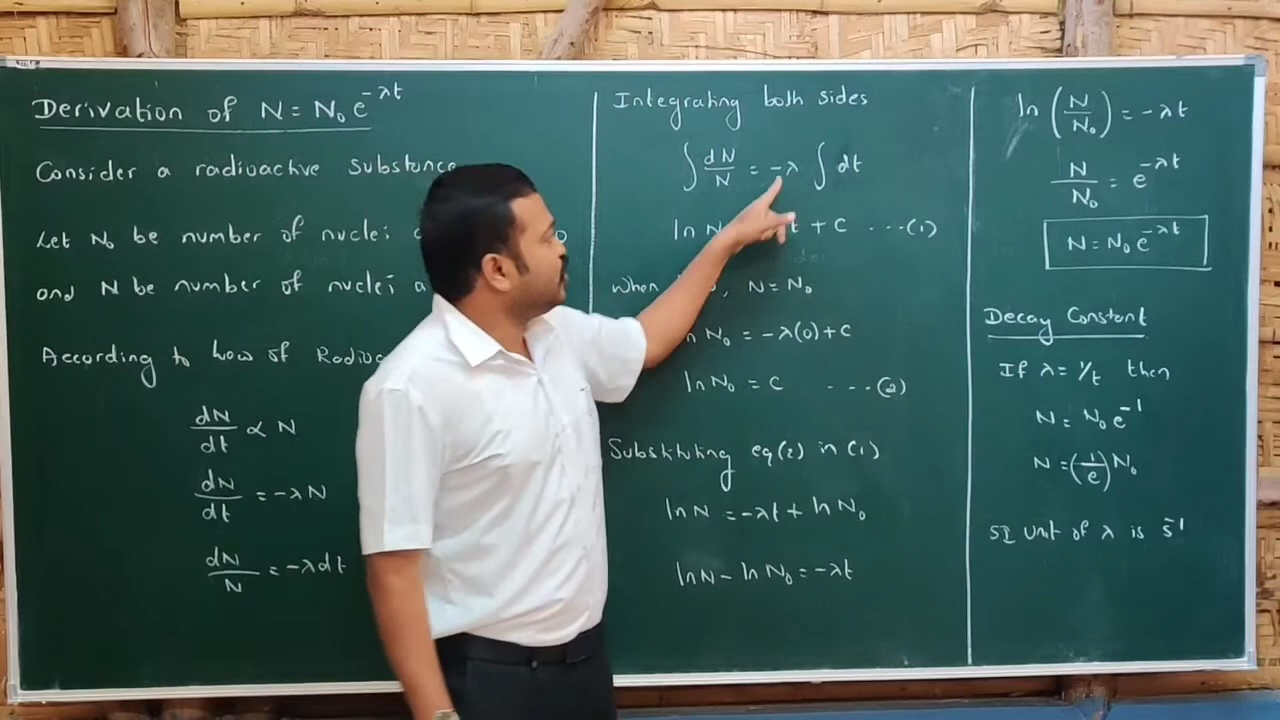 Derivation of N = N₀ e^-λt
Consider a radioactive substance
Let N₀ be number of nuclei
and N be number of nuclei
According to Law of
dN/dt ∝ N
dN/dt = -λN
dN/N = -λdt
Integrating both sides
∫ dN/N = -λ ∫ dt
ln N t + C ---(1)
When , N = N₀
N₀ = -λ(0) + C
ln N₀ = C ---(2)
Substituting eq(2) in (1)
ln N = -λt + ln N₀
ln N - ln N₀ = -λt
ln (N/N₀) = -λt
N/N₀ = e^-λt
N = N₀ e^-λt
Decay Constant
If λ = 1/t then
N = N₀ e^-1
N = (1/e) N₀
SI Unit of λ is s^-1